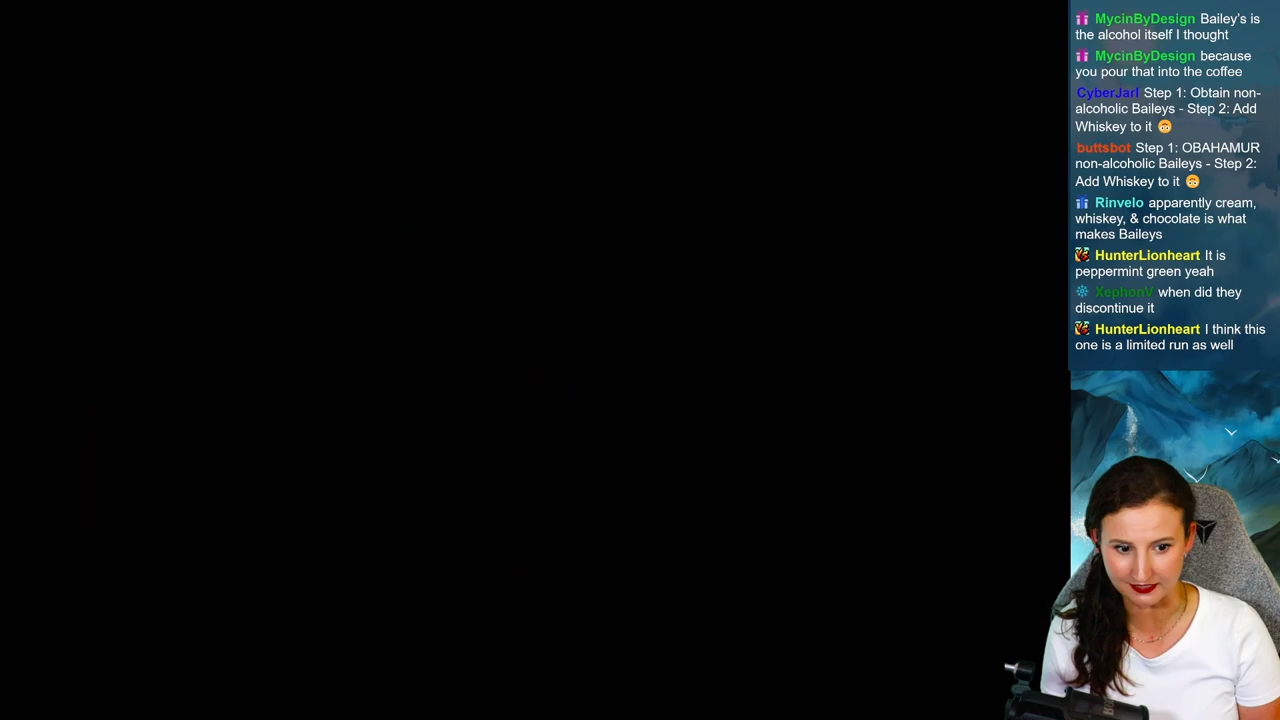 MycinByDesign Bailey's is
the alcohol itself I thought
MycinByDesign because
you pour that into the coffee
CyberJarl Step 1: Obtain non-
alcoholic Baileys - Step 2: Add
Whiskey to it 🙃
buttsbot Step 1: OBAHAMUR
non-alcoholic Baileys - Step 2:
Add Whiskey to it 🙃
Rinvelo apparently cream,
whiskey, & chocolate is what
makes Baileys
HunterLionheart It is
peppermint green yeah
XephonV when did they
discontinue it
HunterLionheart I think this
one is a limited run as well